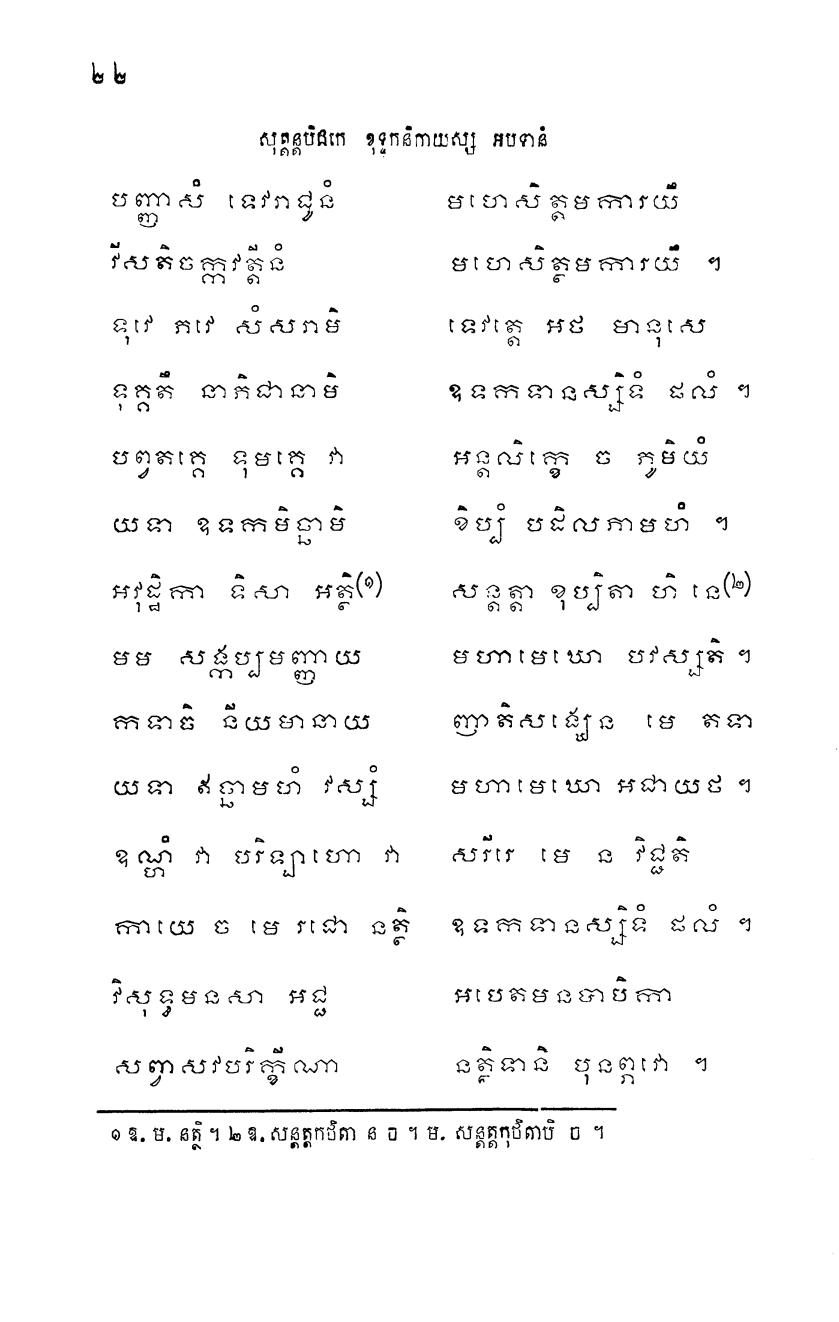 ២២
សុត្តន្តបិដកេ ខុទ្ទកនិកាយស្ស អបទានំ
បញ្ញាសំ ទេវរាជូនំ មហេសិត្តមការយឹ
វីសតិចក្កវត្តីនំ មហេសិត្តមការយឹ ។
ទុវេ ភវេ សំសរាមិ ទេវត្តេ អថ មានុសេ
ទុគ្គតឹ នាភិជានាមិ ឧទកទានស្សិទំ ផលំ ។
បព្វតគ្គេ ទុមគ្គេ វា អន្តលិក្ខេ ច ភូមិយំ
យទា ឧទកមិច្ឆាមិ ខិប្បំ បដិលភាមហំ ។
អវុដ្ឋិកា ទិសា អត្ថិ(១) សន្តត្តា ខុប្បិតា ហិ នេ(២)
មម សង្កប្បមញ្ញាយ មហាមេឃោ បវស្សតិ ។
កទាចិ នីយមានាយ ញាតិសង្ឃេន មេ តទា
យទា ឥច្ឆាមហំ វស្សំ មហាមេឃោ អជាយថ ។
ឧណ្ហំ វា បរិឡាហោ វា សរីរេ មេ ន វិជ្ជតិ
កាយេ ច មេ រជោ នត្ថិ ឧទកទានស្សិទំ ផលំ ។
វិសុទ្ធមនសា អជ្ជ អបេតមនបាបិកា
សព្វាសវបរិក្ខីណា នត្ថិទានិ បុនព្ភវោ ។
១ ឧ. ម. នត្ថិ ។ ២ ឧ. សន្តត្តកថិតា ន ច ។ ម. សន្តត្តកុថិតាបិ ច ។